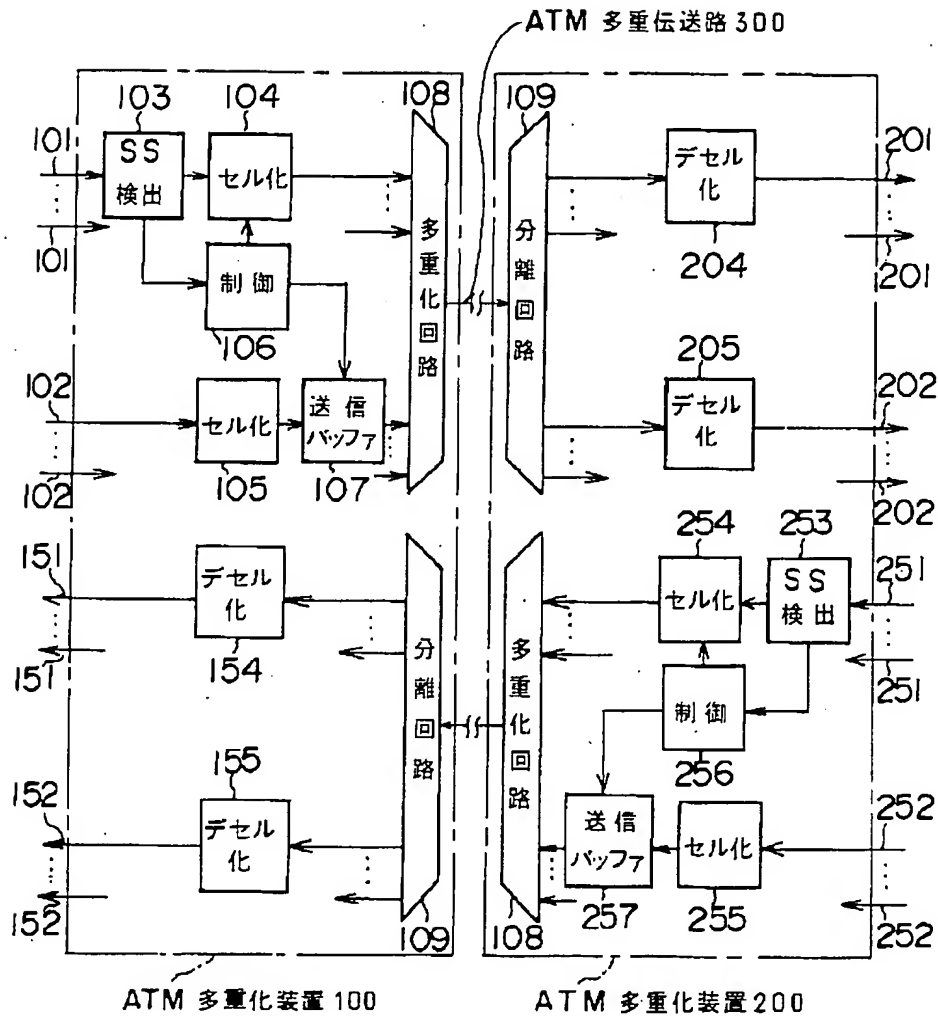 ATM 多重伝送路 300
103
104
108
109
101
SS
検出
セル化
デセル
化
201
101
制御
204
201
106
多重化回路
分離回路
205
102
セル化
送信
バッファ
デセル
化
202
102
105
107
202
254
253
151
デセル
化
セル化
SS
検出
251
151
154
251
分離回路
多重化回路
制御
256
155
152
デセル
化
送信
バッファ
セル化
252
152
109
108
257
255
252
ATM 多重化装置 100
ATM 多重化装置 200